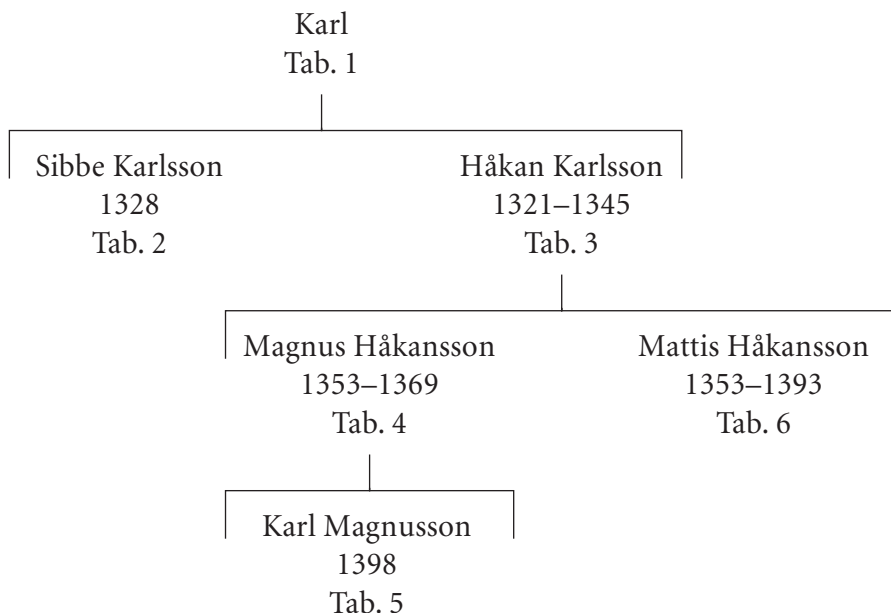 Karl
Tab. 1
Sibbe Karlsson
1328
Tab. 2
Håkan Karlsson
1321–1345
Tab. 3
Magnus Håkansson
1353–1369
Tab. 4
Mattis Håkansson
1353–1393
Tab. 6
Karl Magnusson
1398
Tab. 5